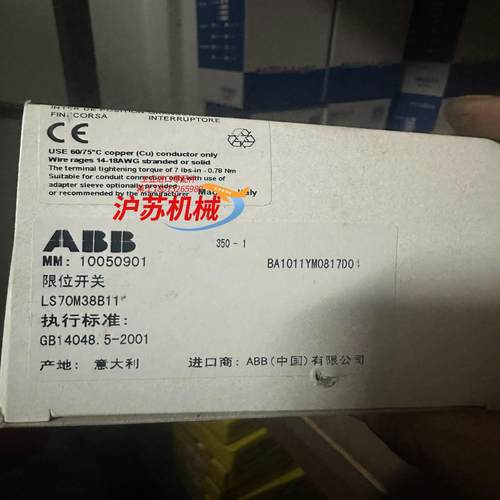 FINECORSA INTERRUPTORE
CE
USE 60/75°C copper (Cu) conductor only
Wire rages 14-18AWG stranded or solid
The terminal tightening torque of 7 lbs-in - 0.78 Nm
Suitable for conduit connection only with use of
adapter sleeve optionally provided
or recommended by the manufacturer
沪苏机械
ABB
350 - 1
MM: 10050901
BA1011YM0817D0
限位开关
LS70M38B11
执行标准:
GB14048.5-2001
产地: 意大利 进口商: ABB(中国)有限公司